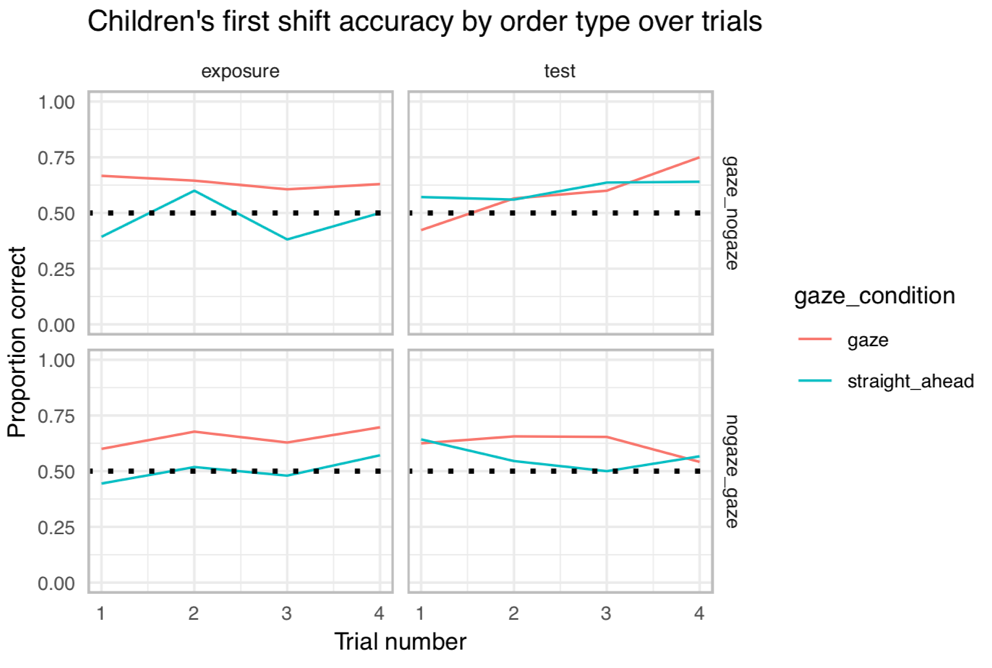 Children's first shift accuracy by order type over trials
exposure
test
1.00
0.75
0.50
0.25
0.00
gaze_nogaze
1.00
0.75
0.50
0.25
0.00
nogaze_gaze
1
2
3
4
1
2
3
4
Trial number
Proportion correct
gaze_condition
gaze
straight_ahead